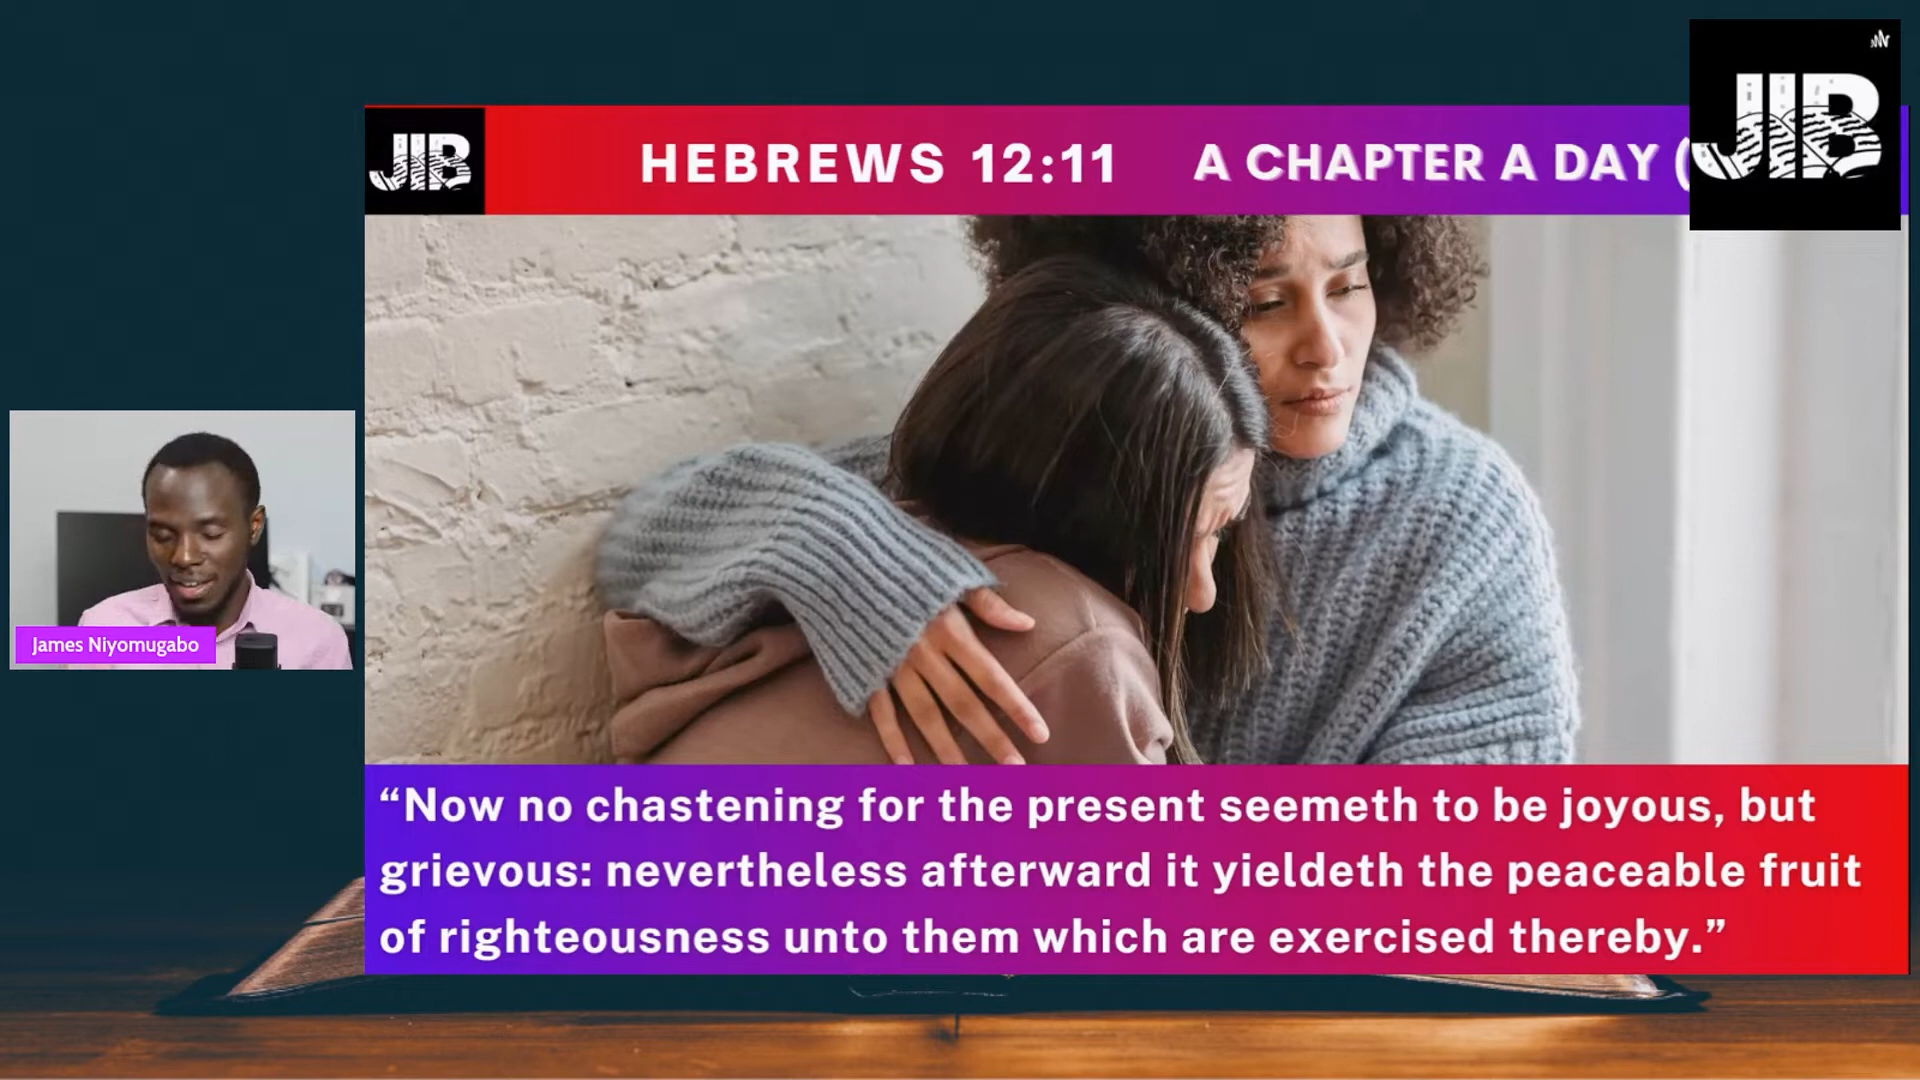 JIB
JIB
HEBREWS 12:11
A CHAPTER A DAY (
James Niyomugabo
“Now no chastening for the present seemeth to be joyous, but
grievous: nevertheless afterward it yieldeth the peaceable fruit
of righteousness unto them which are exercised thereby.”